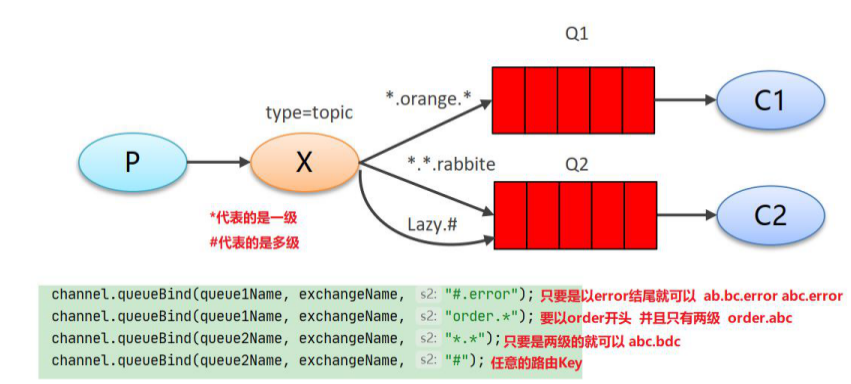 Q1
*.orange.*
type=topic
C1
P
X
*.*.rabbite
Q2
*代表的是一级
Lazy.#
C2
#代表的是多级
channel.queueBind(queue1Name, exchangeName, s2: "#.error"); 只要是以error结尾就可以 ab.bc.error abc.error
channel.queueBind(queue1Name, exchangeName, s2: "order.*"); 要以order开头 并且只有两级 order.abc
channel.queueBind(queue2Name, exchangeName, s2: "*.*"); 只要是两级的就可以 abc.bdc
channel.queueBind(queue2Name, exchangeName, s2: "#"); 任意的路由Key